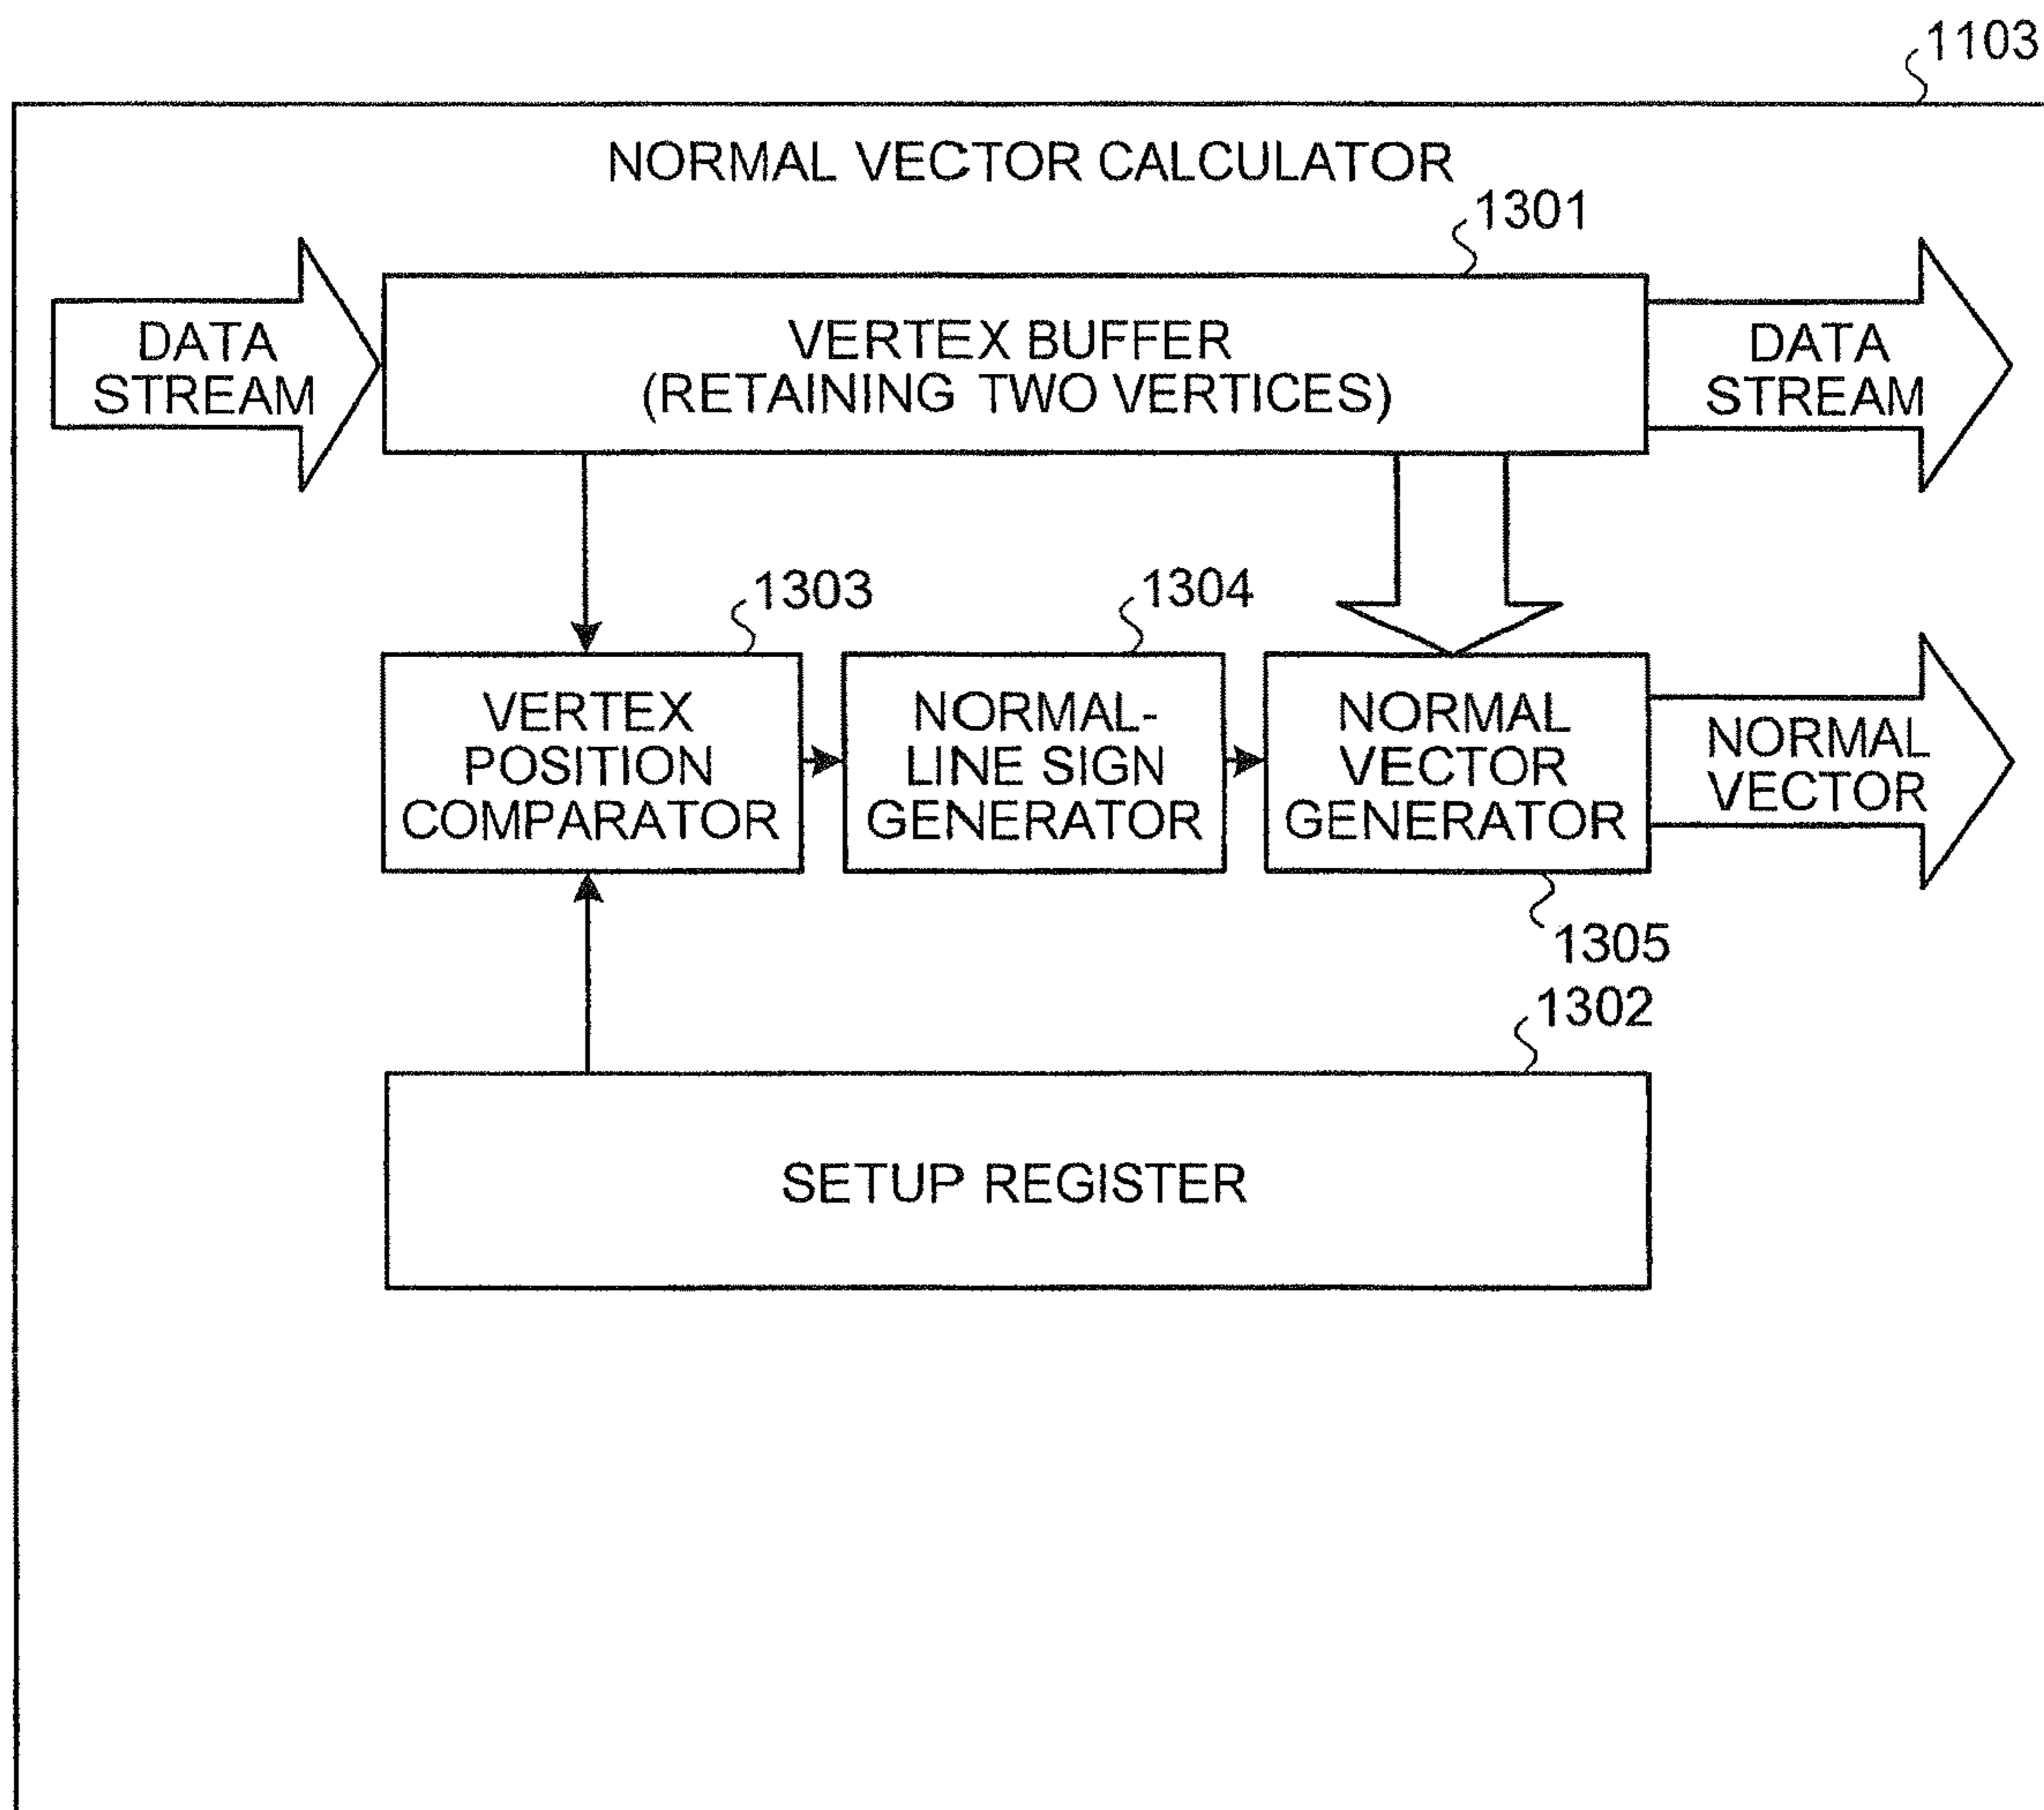 1103
NORMAL VECTOR CALCULATOR
1301
DATA
STREAM
VERTEX BUFFER
(RETAINING TWO VERTICES)
DATA
STREAM
1303
1304
VERTEX
POSITION
COMPARATOR
NORMAL-
LINE SIGN
GENERATOR
NORMAL
VECTOR
GENERATOR
NORMAL
VECTOR
1305
1302
SETUP REGISTER